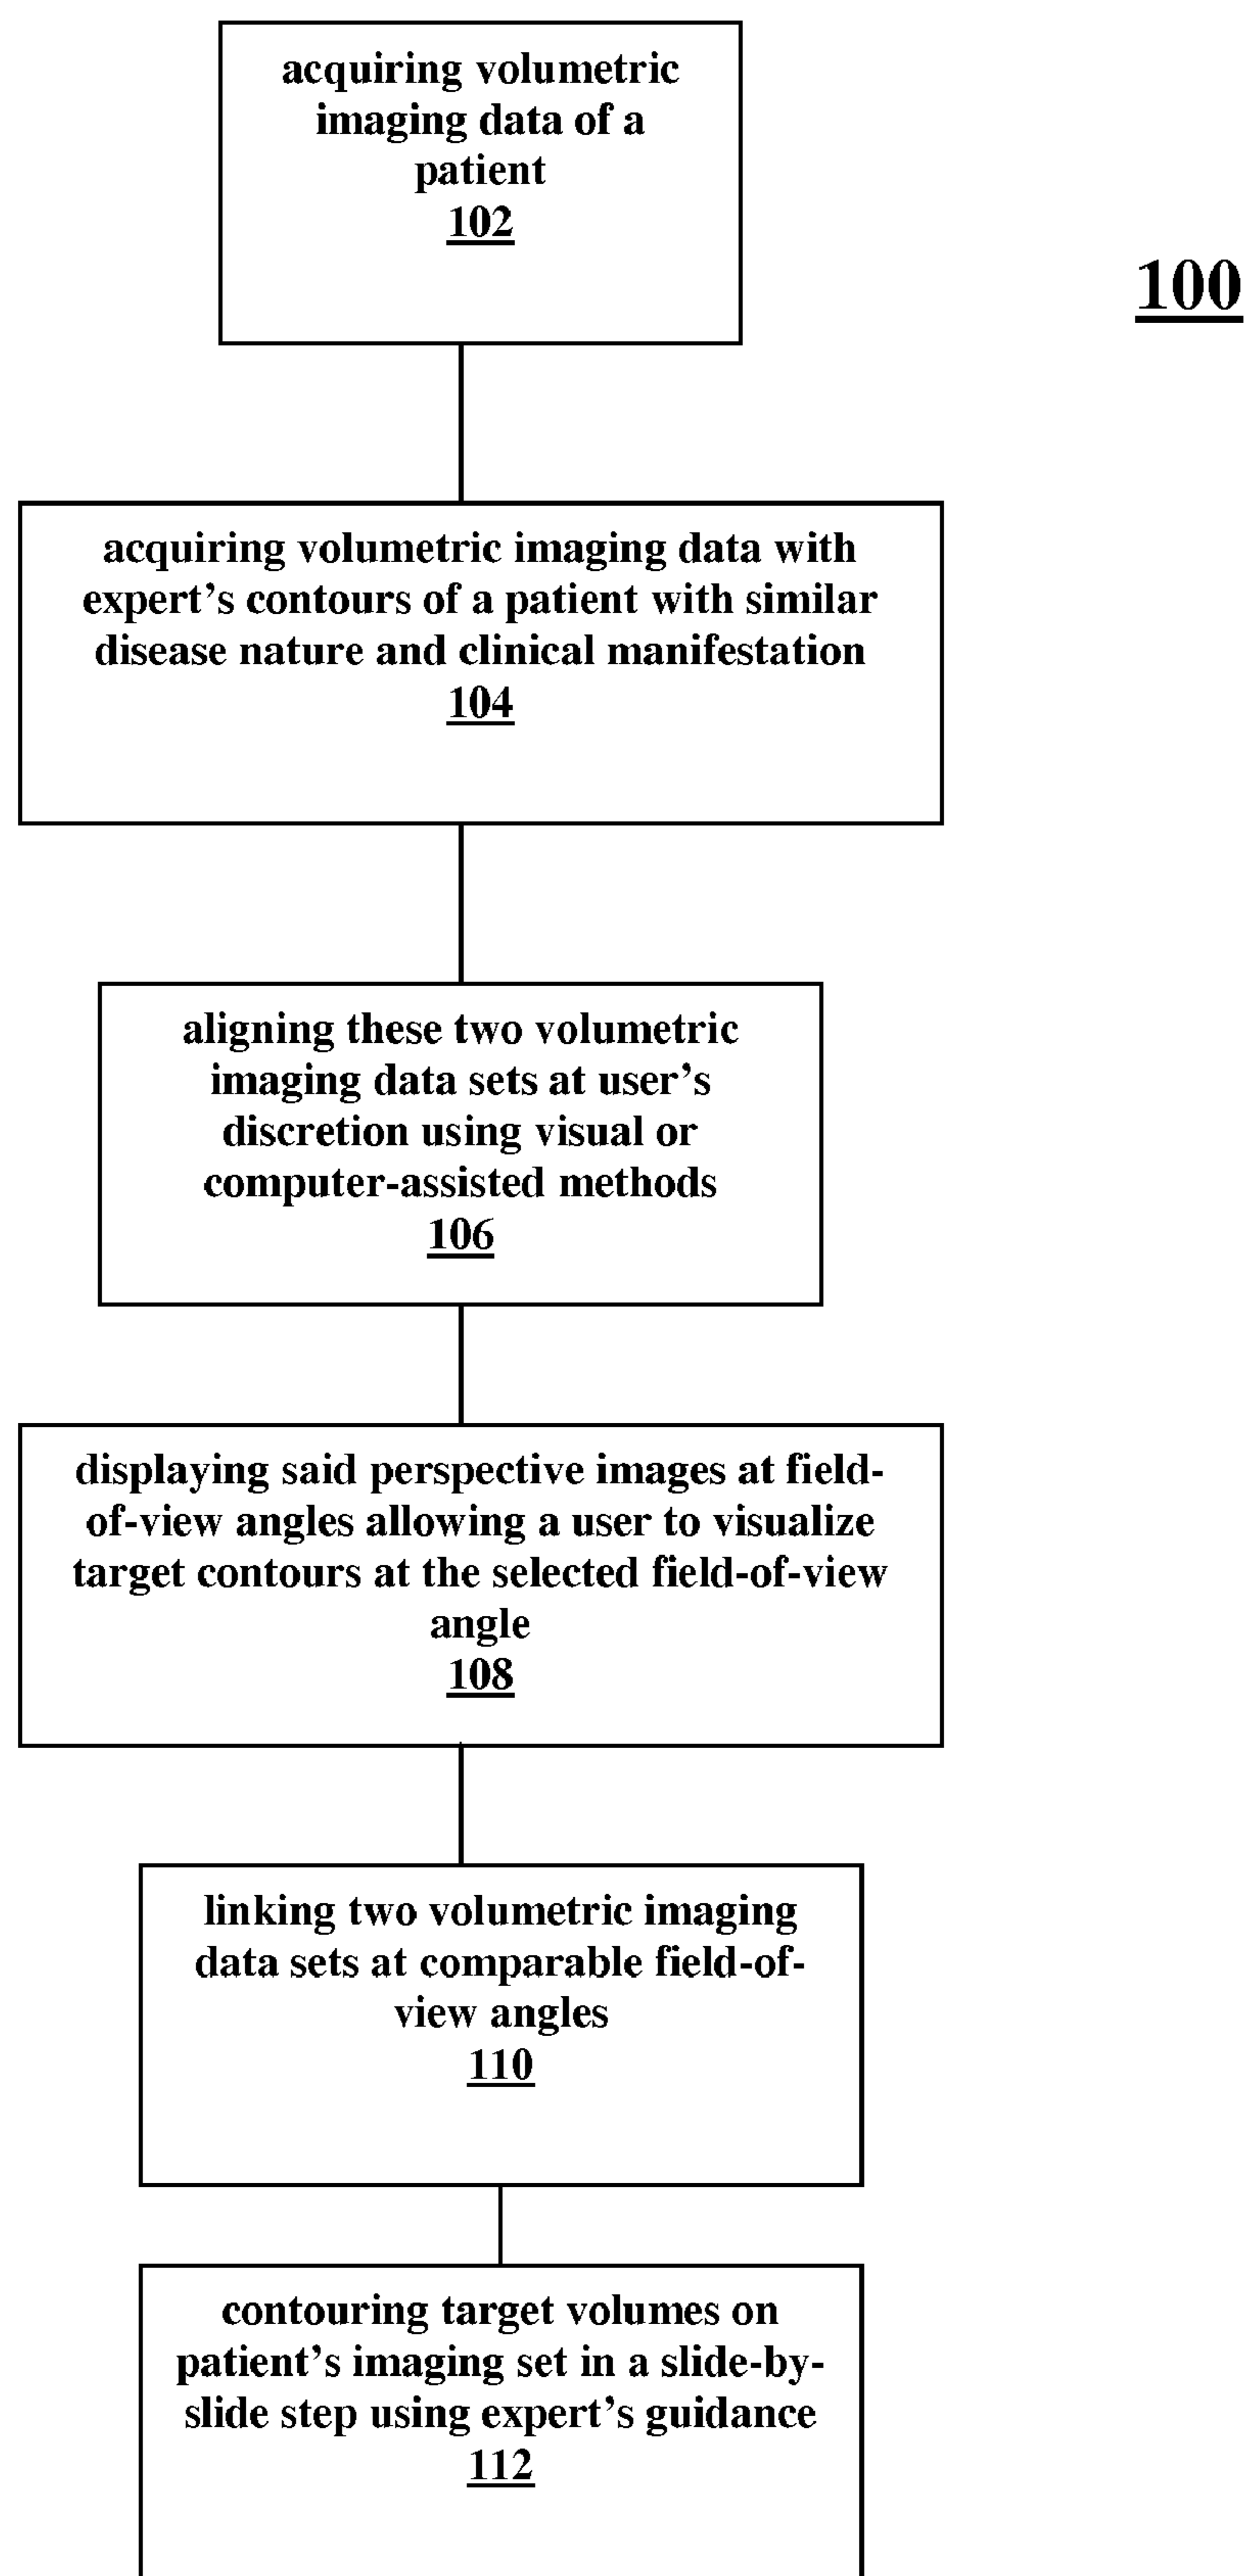 acquiring volumetric
imaging data of a
patient
102
100
acquiring volumetric imaging data with
expert's contours of a patient with similar
disease nature and clinical manifestation
104
aligning these two volumetric
imaging data sets at user's
discretion using visual or
computer-assisted methods
106
displaying said perspective images at field-
of-view angles allowing a user to visualize
target contours at the selected field-of-view
angle
108
linking two volumetric imaging
data sets at comparable field-of-
view angles
110
contouring target volumes on
patient's imaging set in a slide-by-
slide step using expert's guidance
112